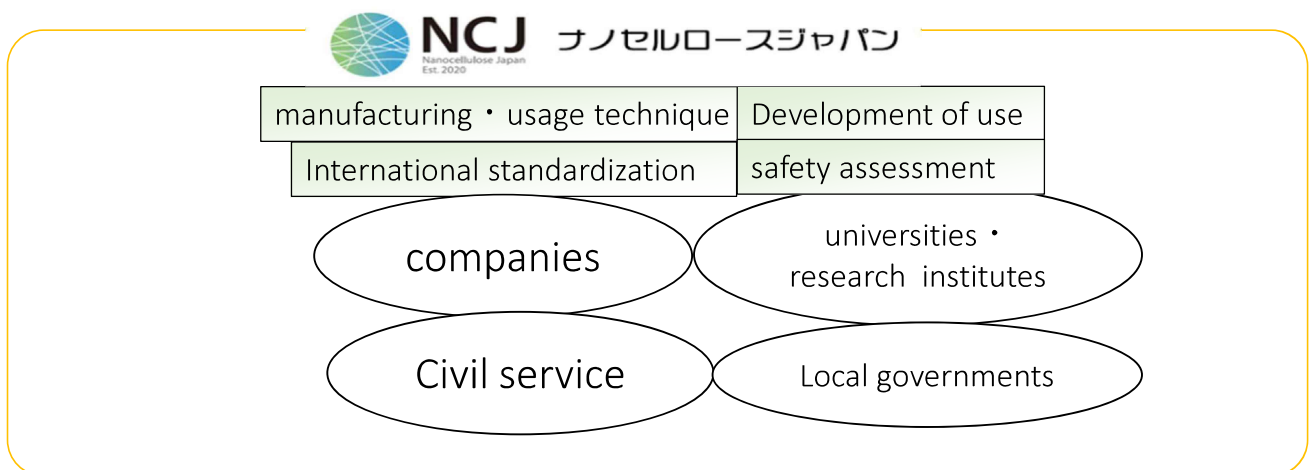 NCJ ナノセルロースジャパン
Nanocellulose Japan
Est. 2020
manufacturing・usage technique
Development of use
International standardization
safety assessment
companies
universities・
research institutes
Civil service
Local governments